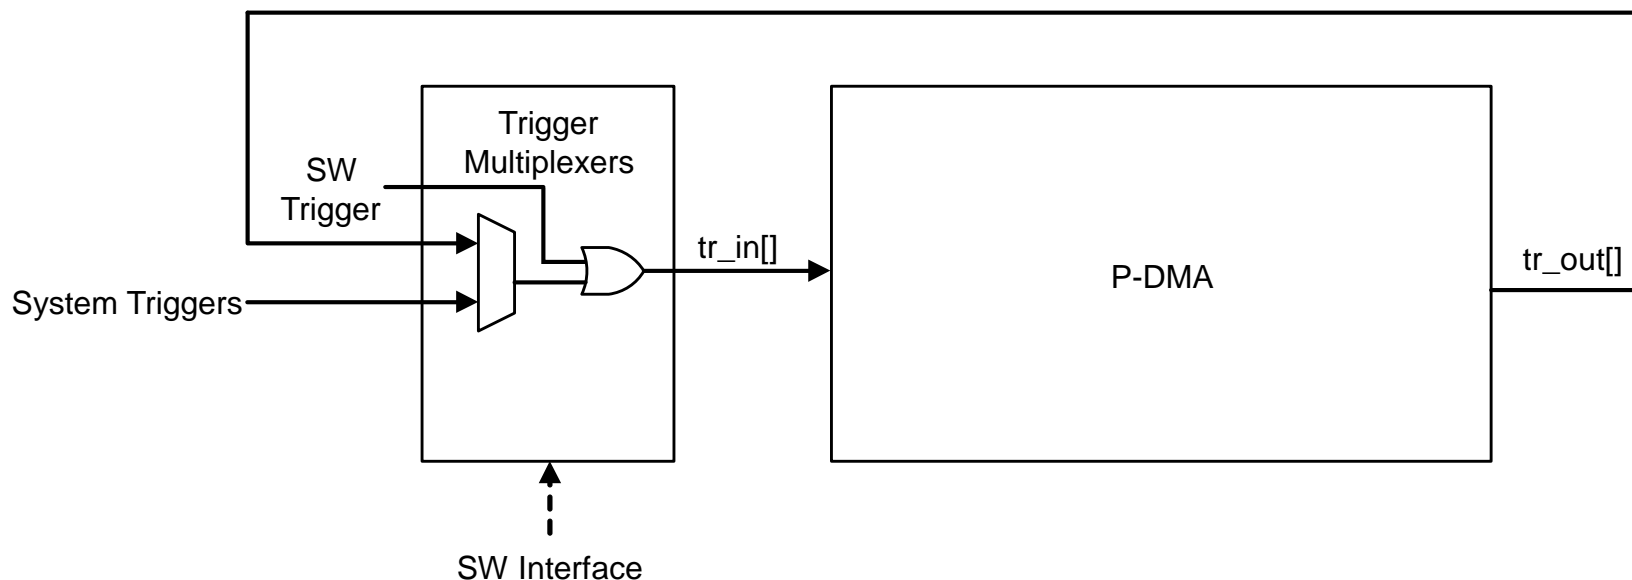 Trigger
Multiplexers
SW
Trigger
System Triggers
tr_in[]
P-DMA
tr_out[]
SW Interface